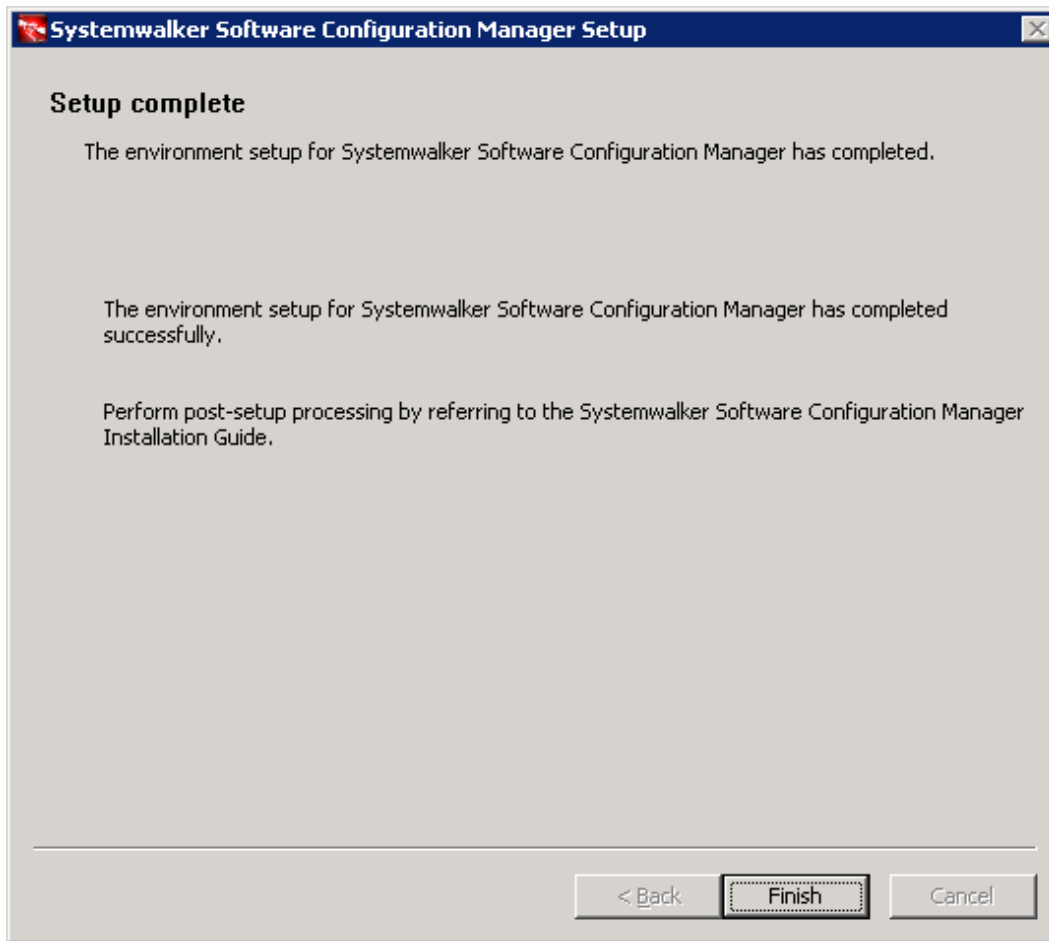 Systemwalker Software Configuration Manager Setup
Setup complete
The environment setup for Systemwalker Software Configuration Manager has completed.
The environment setup for Systemwalker Software Configuration Manager has completed
successfully.
Perform post-setup processing by referring to the Systemwalker Software Configuration Manager
Installation Guide.
< Back Finish Cancel